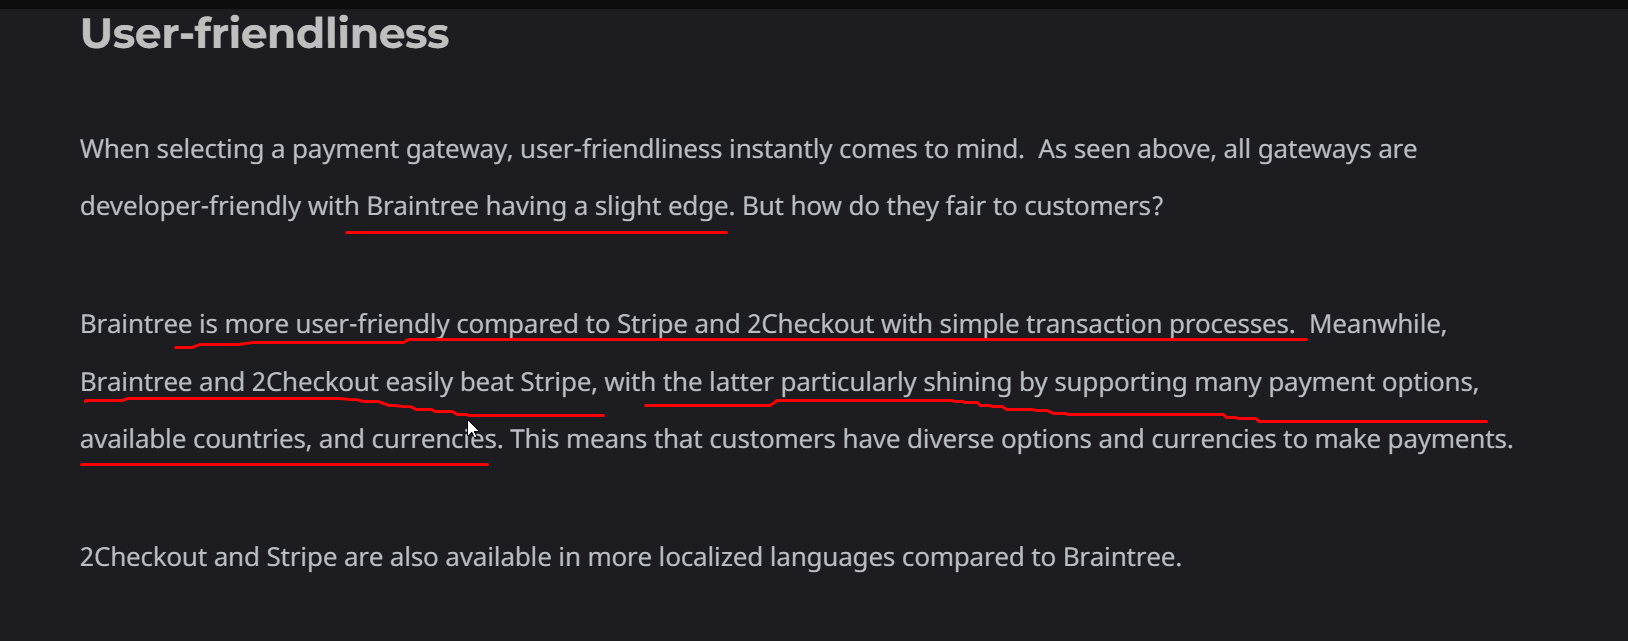 User-friendliness
When selecting a payment gateway, user-friendliness instantly comes to mind.  As seen above, all gateways are
developer-friendly with Braintree having a slight edge. But how do they fair to customers?
Braintree is more user-friendly compared to Stripe and 2Checkout with simple transaction processes.  Meanwhile,
Braintree and 2Checkout easily beat Stripe, with the latter particularly shining by supporting many payment options,
available countries, and currencies. This means that customers have diverse options and currencies to make payments.
2Checkout and Stripe are also available in more localized languages compared to Braintree.